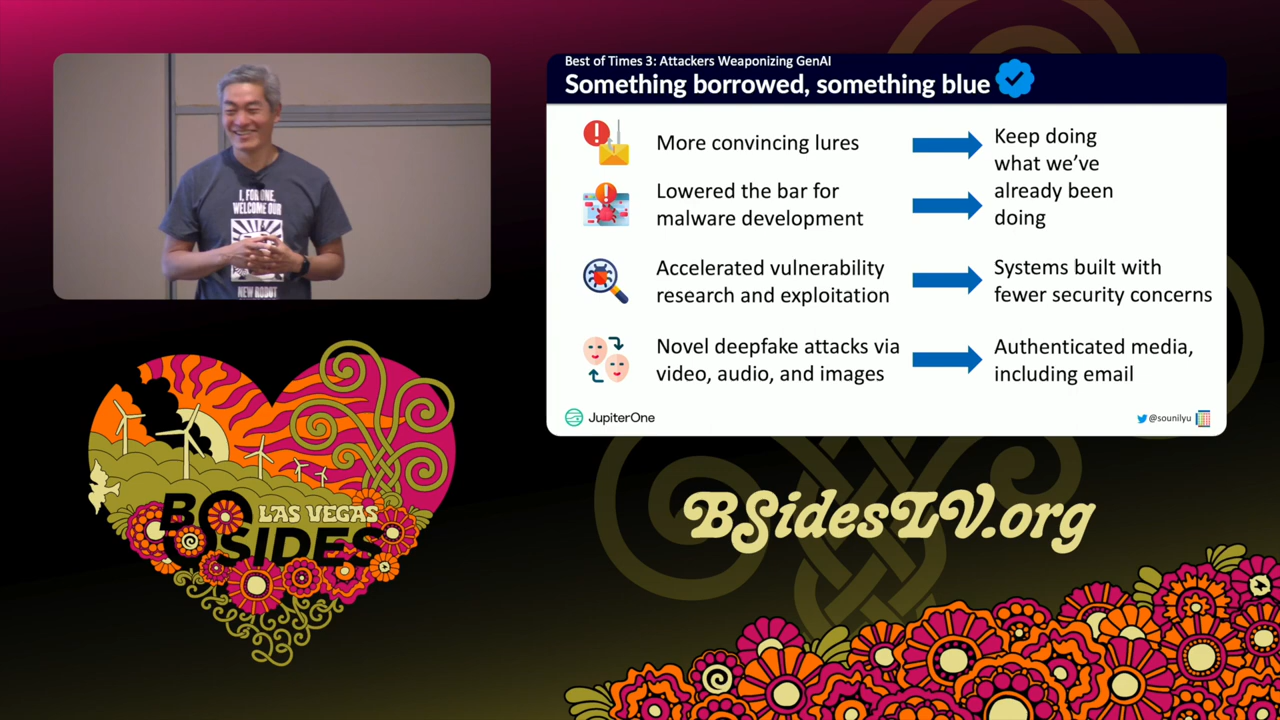 I, FOR ONE,
WELCOME OUR
NEW ROBOT
Best of Times 3: Attackers Weaponizing GenAI
Something borrowed, something blue
More convincing lures
Lowered the bar for
malware development
Keep doing
what we've
already been
doing
Accelerated vulnerability
research and exploitation
Systems built with
fewer security concerns
Novel deepfake attacks via
video, audio, and images
Authenticated media,
including email
JupiterOne
@sounilyu
BO
LAS VEGAS
SIDES
23
BSidesLV.org